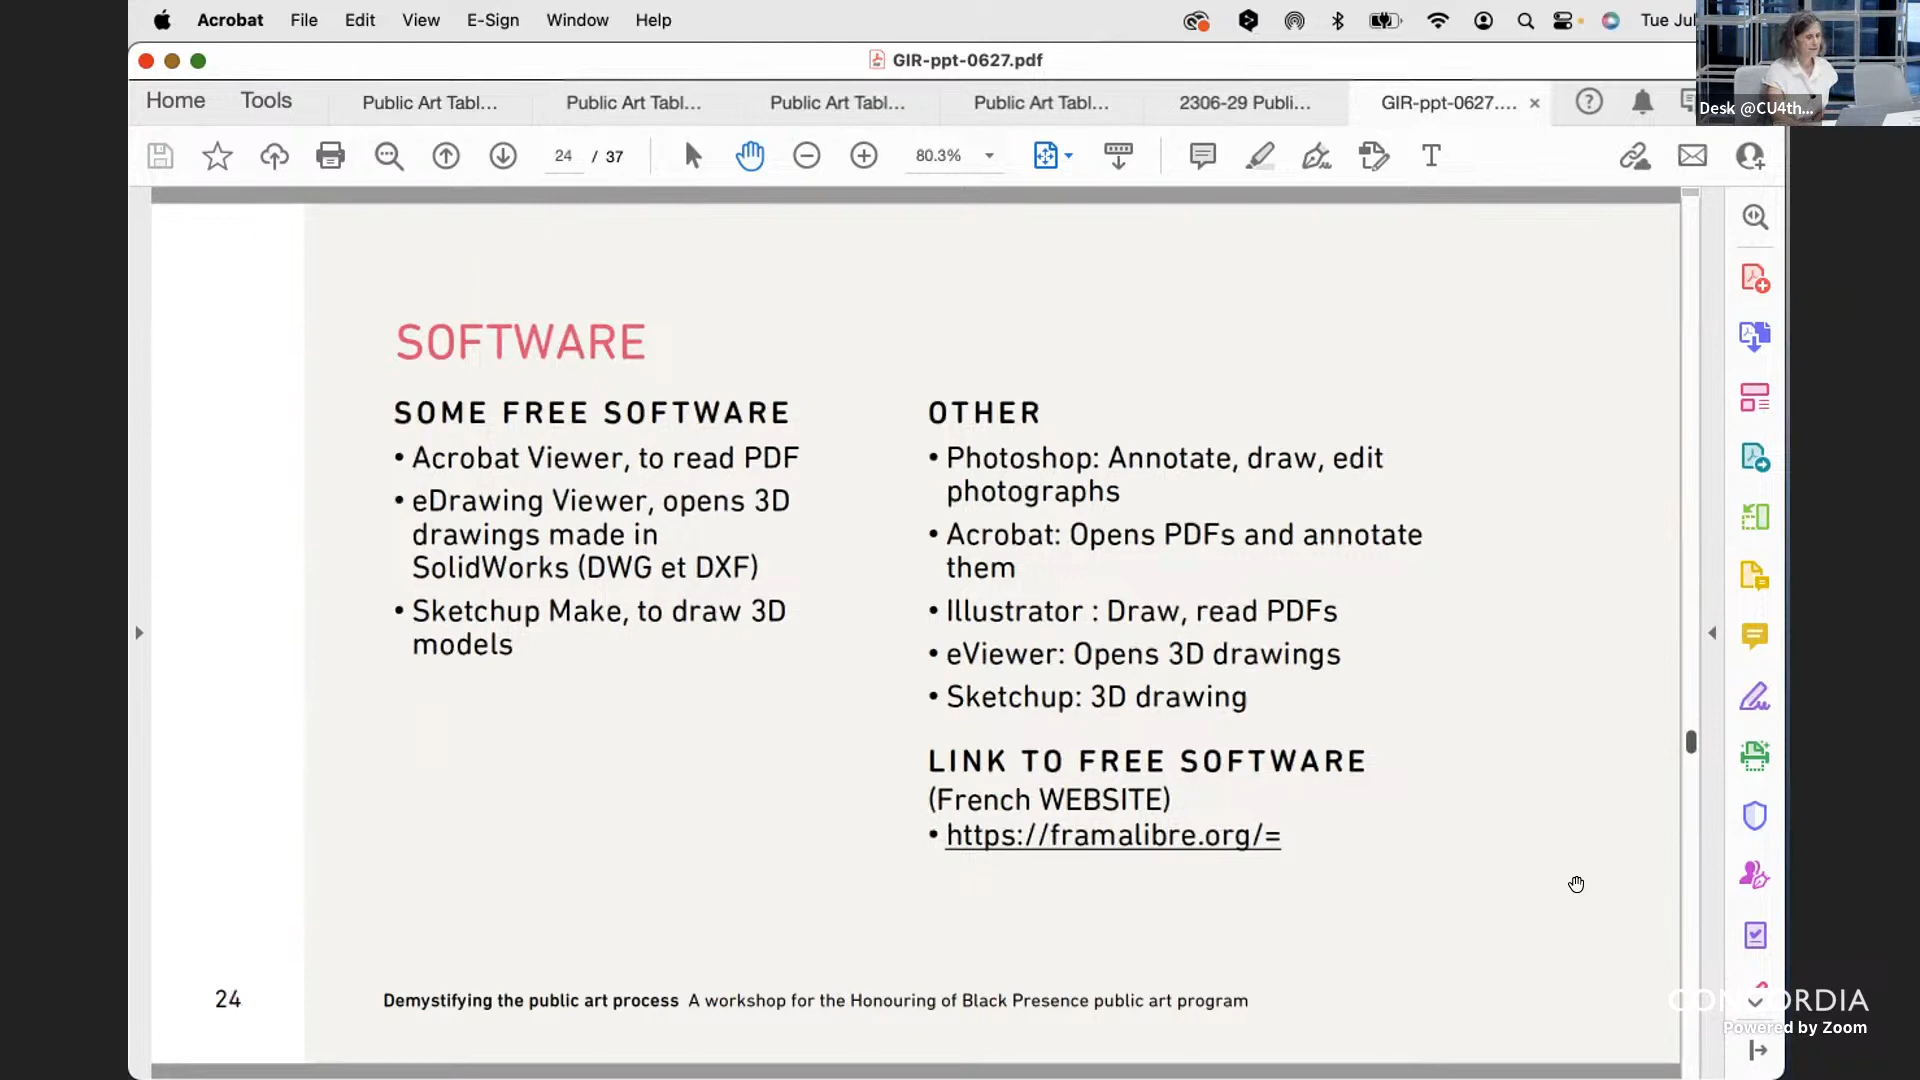 Acrobat File Edit View E-Sign Window Help Tue Jul
GIR-ppt-0627.pdf
Home Tools Public Art Tabl... Public Art Tabl... Public Art Tabl... Public Art Tabl... 2306-29 Publi... GIR-ppt-0627....
Desk @CU4th...
24 / 37 80.3%
SOFTWARE
SOME FREE SOFTWARE
• Acrobat Viewer, to read PDF
• eDrawing Viewer, opens 3D
drawings made in
SolidWorks (DWG et DXF)
• Sketchup Make, to draw 3D
models
OTHER
• Photoshop: Annotate, draw, edit
photographs
• Acrobat: Opens PDFs and annotate
them
• Illustrator : Draw, read PDFs
• eViewer: Opens 3D drawings
• Sketchup: 3D drawing
LINK TO FREE SOFTWARE
(French WEBSITE)
• https://framalibre.org/=
24
Demystifying the public art process A workshop for the Honouring of Black Presence public art program
CONCORDIA
Powered by Zoom